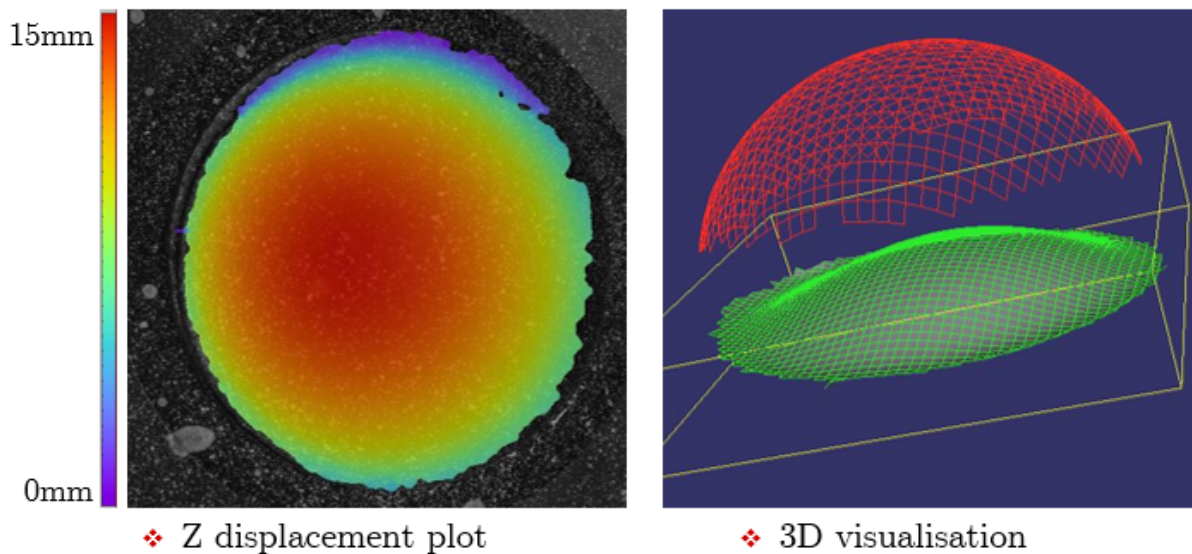 15mm
0mm
❖ Z displacement plot
❖ 3D visualisation